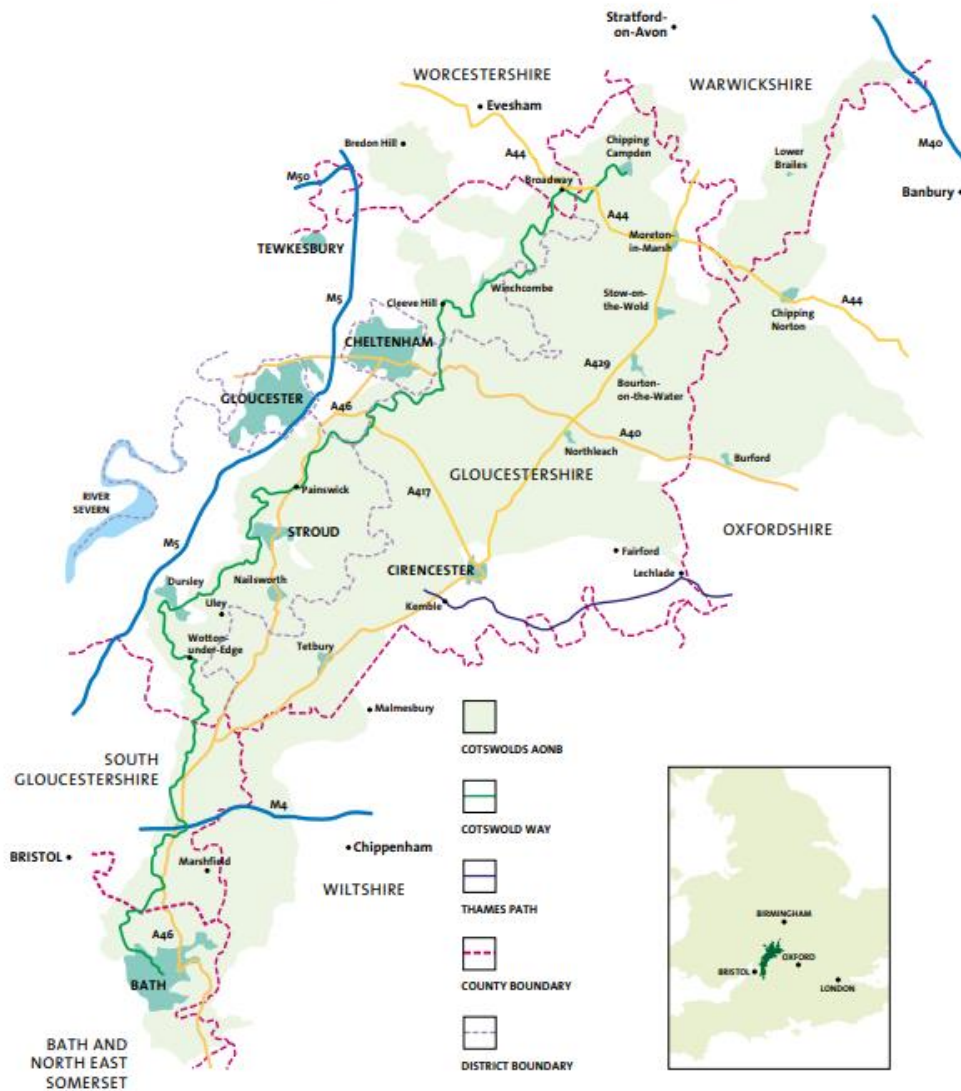 Stratford-
on-Avon
WORCESTERSHIRE
WARWICKSHIRE
Evesham
M40
Bredon Hill
A44
Chipping
Campden
Lower
Brailes
M50
Broadway
Banbury
A44
TEWKESBURY
Moreton-
in-Marsh
M5
Winchcombe
Cleeve Hill
Stow-on-
the-Wold
A44
Chipping
Norton
CHELTENHAM
A429
GLOUCESTER
A46
Bourton-
on-the-Water
A40
Northleach
Burford
GLOUCESTERSHIRE
RIVER
SEVERN
Painswick
A417
STROUD
OXFORDSHIRE
M5
Fairford
CIRENCESTER
Lechlade
Dursley
Nailsworth
Uley
Kemble
Wotton-
under-Edge
Tetbury
Malmesbury
COTSWOLDS AONB
SOUTH
GLOUCESTERSHIRE
M4
COTSWOLD WAY
BRISTOL
Chippenham
Marshfield
WILTSHIRE
THAMES PATH
A46
BATH
COUNTY BOUNDARY
BATH AND
NORTH EAST
SOMERSET
DISTRICT BOUNDARY
BIRMINGHAM
OXFORD
BRISTOL
LONDON